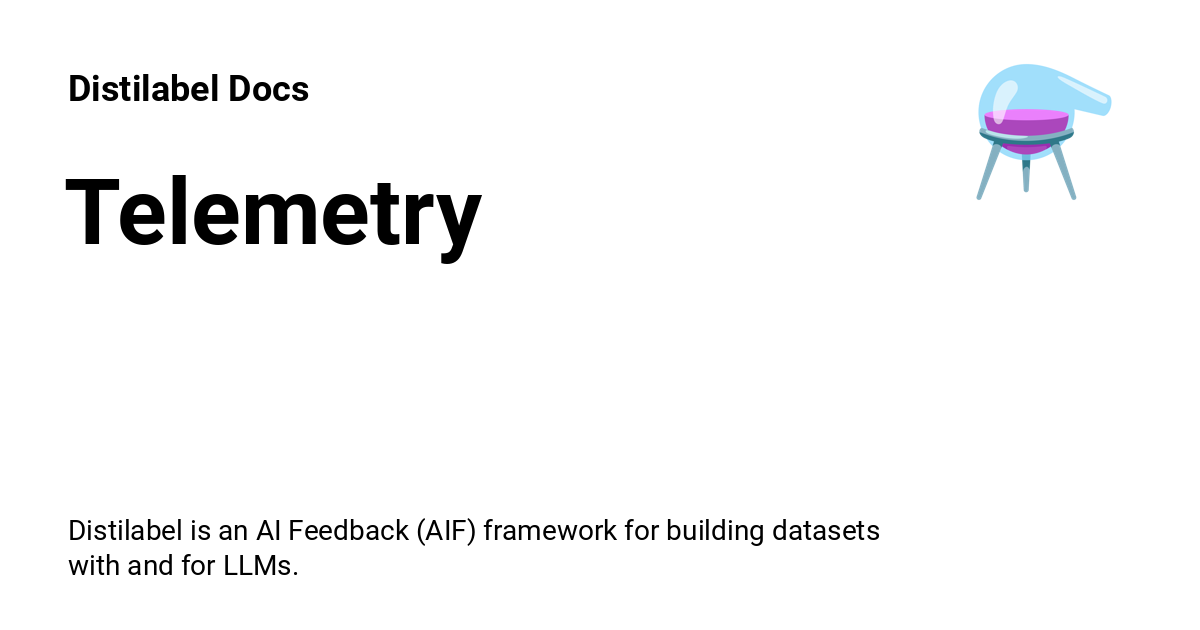 Distilabel Docs
Telemetry
Distilabel is an AI Feedback (AIF) framework for building datasets
with and for LLMs.